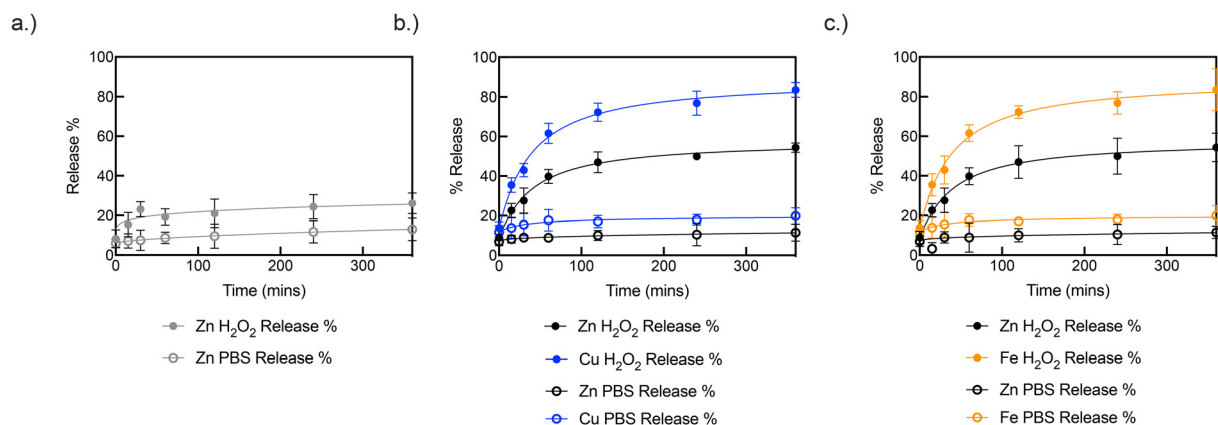 a.)
b.)
c.)
Release %
100
80
60
40
20
0
0
100
200
300
Time (mins)
Zn H₂O₂ Release %
Zn PBS Release %
% Release
100
80
60
40
20
0
0
100
200
300
Time (mins)
Zn H₂O₂ Release %
Cu H₂O₂ Release %
Zn PBS Release %
Cu PBS Release %
% Release
100
80
60
40
20
0
0
100
200
300
Time (mins)
Zn H₂O₂ Release %
Fe H₂O₂ Release %
Zn PBS Release %
Fe PBS Release %